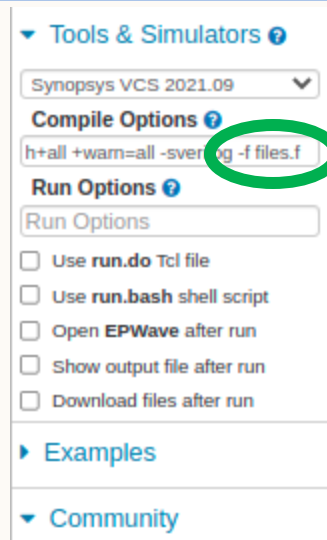 Tools & Simulators ?
Synopsys VCS 2021.09
Compile Options ?
h+all +warn=all -sverilog -f files.f
Run Options ?
Run Options
Use run.do Tcl file
Use run.bash shell script
Open EPWave after run
Show output file after run
Download files after run
Examples
Community